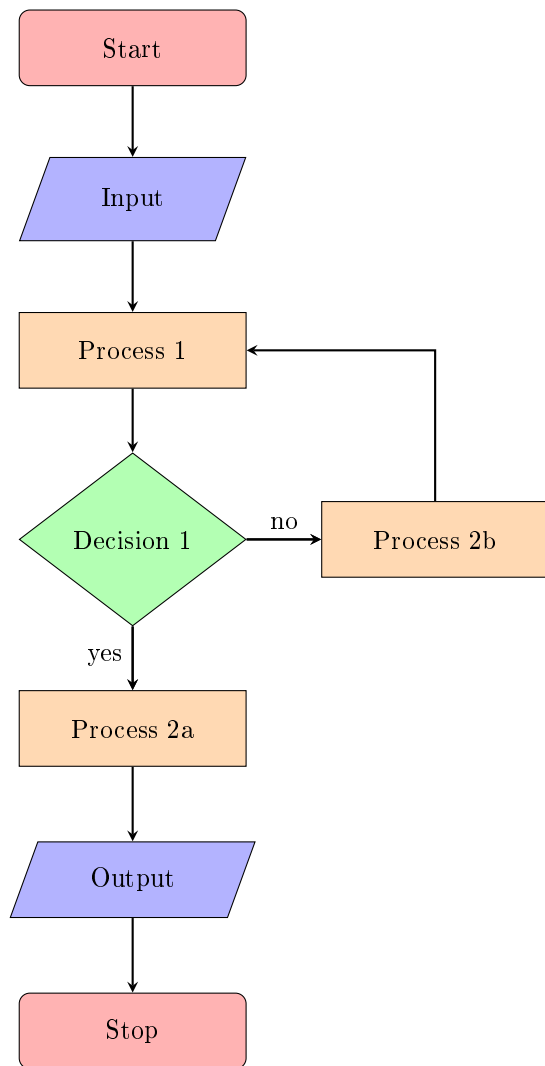 Start
Input
Process 1
Decision 1
no
Process 2b
yes
Process 2a
Output
Stop